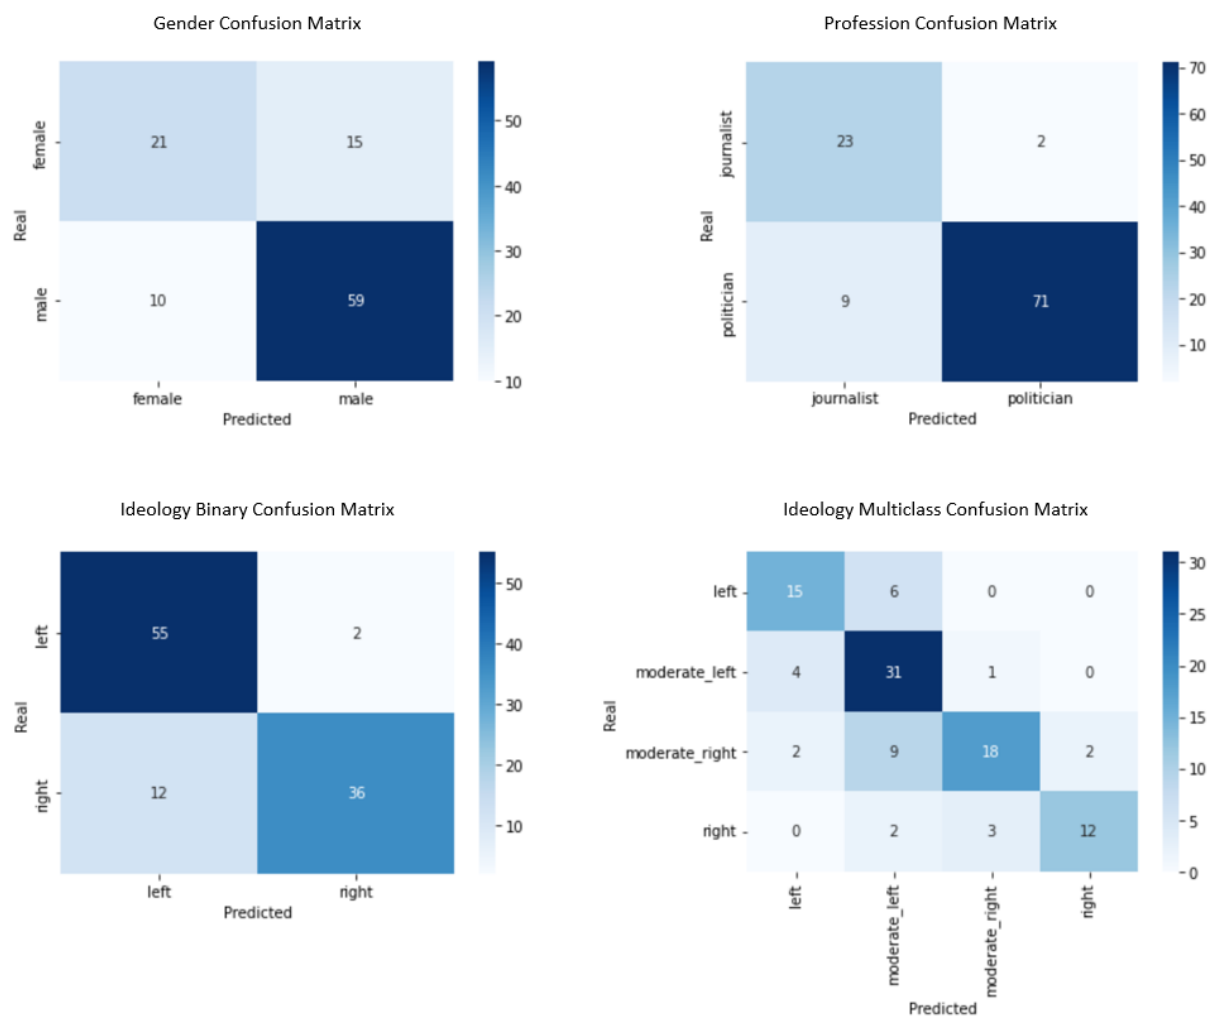 Gender Confusion Matrix
female
21
15
male
10
59
female
male
Predicted
Real
50
40
30
20
10
Profession Confusion Matrix
journalist
23
2
politician
9
71
journalist
politician
Predicted
Real
70
60
50
40
30
20
10
Ideology Binary Confusion Matrix
left
55
2
right
12
36
left
right
Predicted
Real
50
40
30
20
10
Ideology Multiclass Confusion Matrix
left
15
6
0
0
moderate_left
4
31
1
0
moderate_right
2
9
18
2
right
0
2
3
12
left
moderate_left
moderate_right
right
Predicted
Real
30
25
20
15
10
5
0